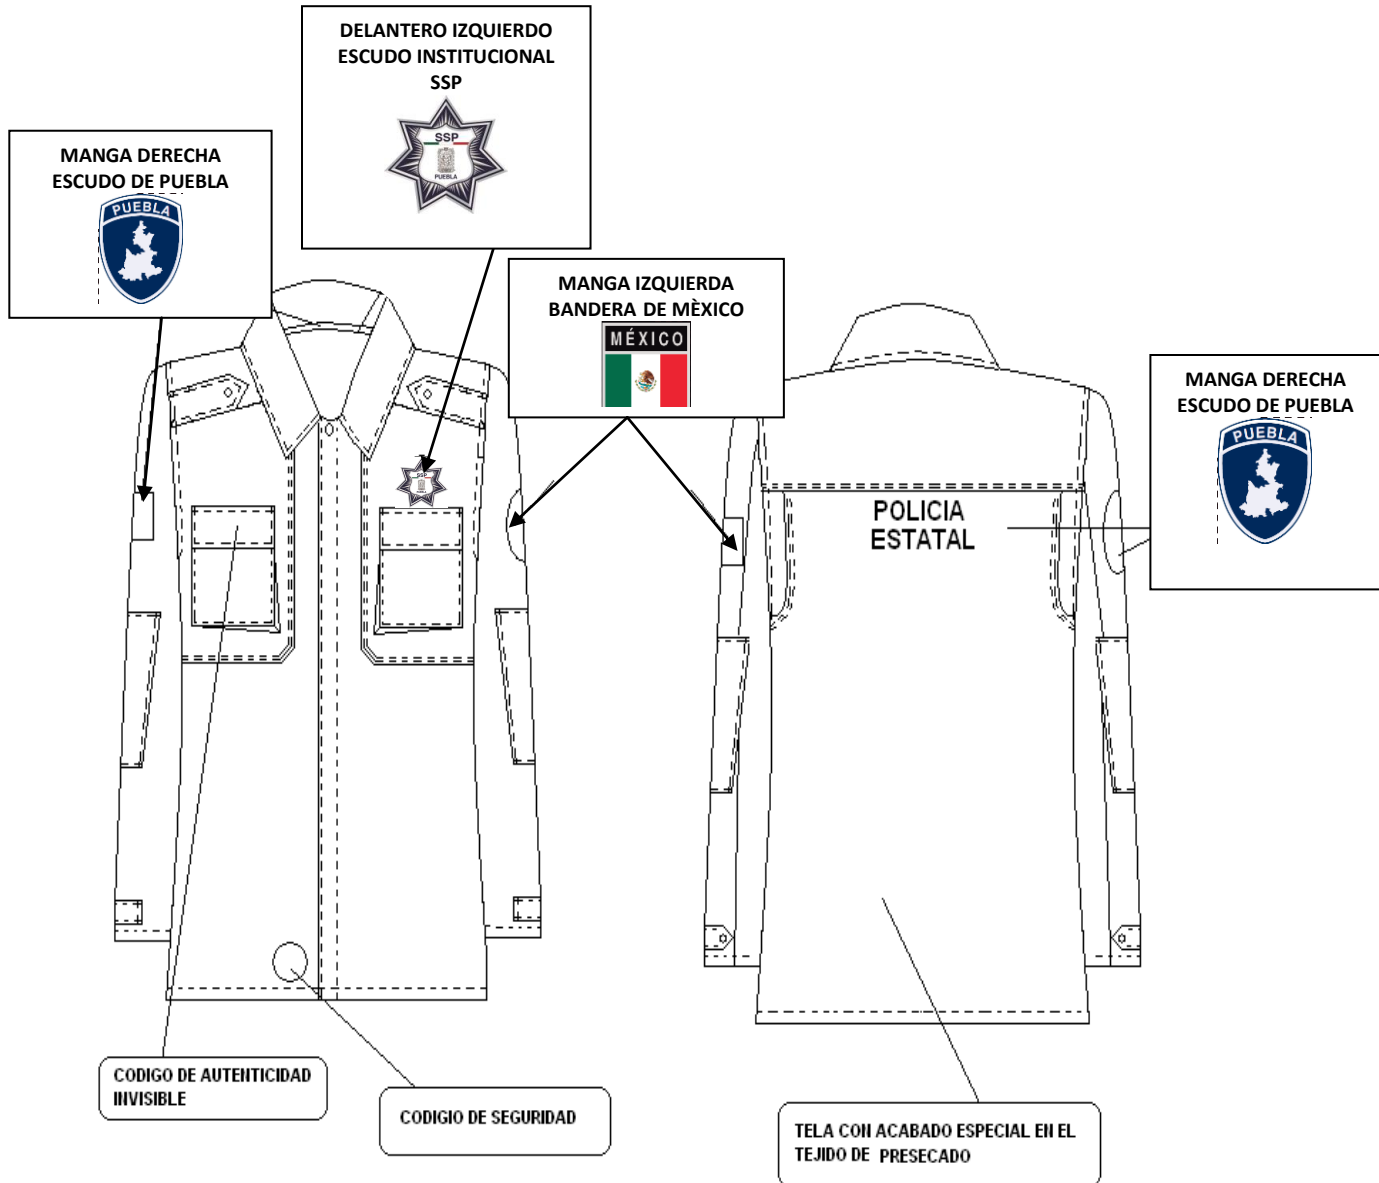 DELANTERO IZQUIERDO
ESCUDO INSTITUCIONAL
SSP
SSP
PUEBLA
MANGA DERECHA
ESCUDO DE PUEBLA
PUEBLA
MANGA IZQUIERDA
BANDERA DE MÈXICO
MÉXICO
MANGA DERECHA
ESCUDO DE PUEBLA
PUEBLA
SSP
POLICIA
ESTATAL
CODIGO DE AUTENTICIDAD
INVISIBLE
CODIGIO DE SEGURIDAD
TELA CON ACABADO ESPECIAL EN EL
TEJIDO DE PRESECADO